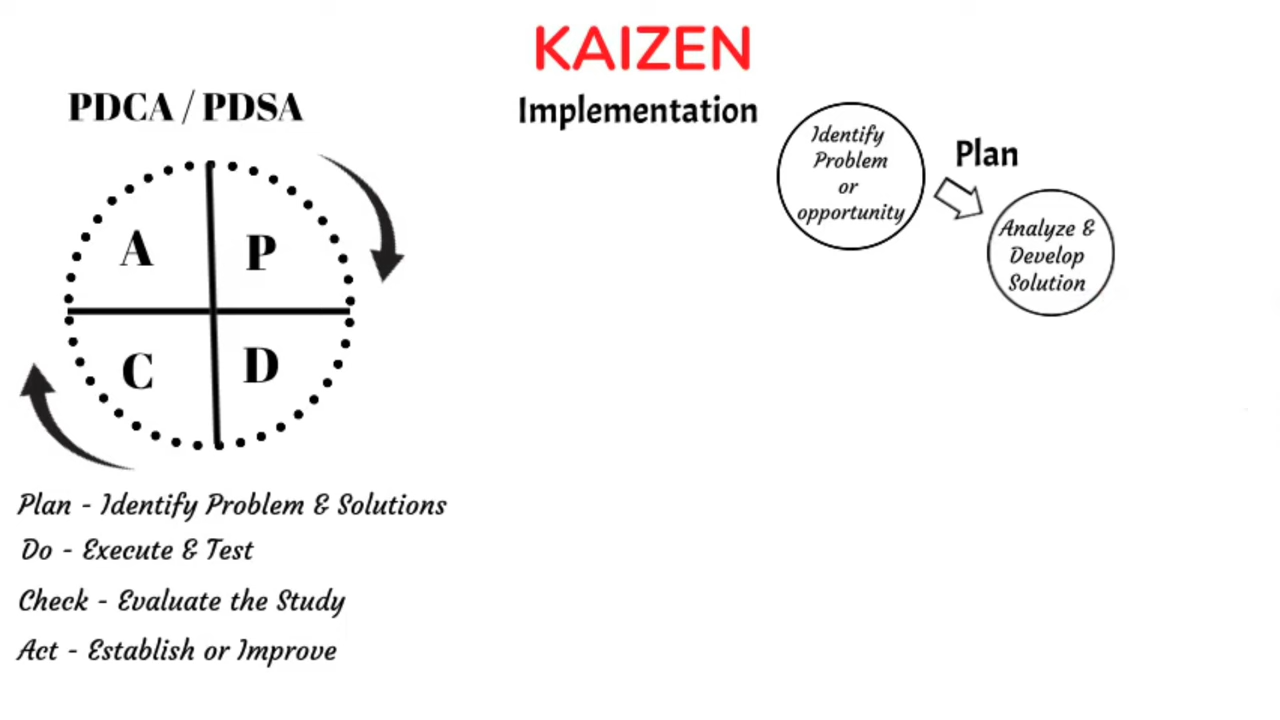 KAIZEN
Implementation
PDCA / PDSA
A
P
C
D
Plan - Identify Problem & Solutions
Do - Execute & Test
Check - Evaluate the Study
Act - Establish or Improve
Identify
Problem
or
opportunity
Plan
Analyze &
Develop
Solution